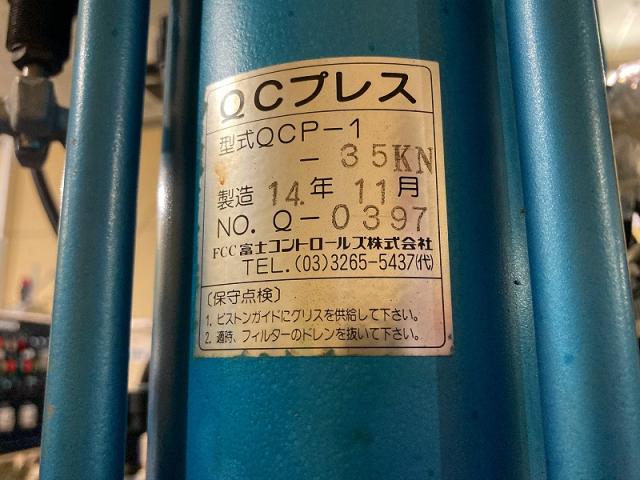 QCプレス
型式QCP-1
-35KN
製造 14.年 11月
NO. Q-0397
FCC 富士コントロールズ株式会社
TEL. (03)3265-5437(代)
〔保守点検〕
1. ピストンガイドにグリスを供給して下さい。
2. 適時、フィルターのドレンを抜いて下さい。